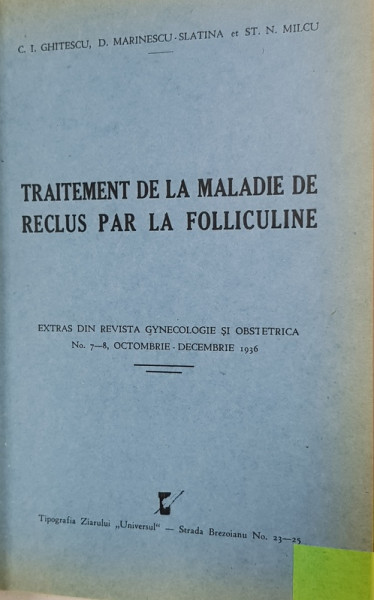 C. I. GHITESCU, D. MARINESCU-SLATINA et ST. N. MILCU
TRAITEMENT DE LA MALADIE DE
RECLUS PAR LA FOLLICULINE
EXTRAS DIN REVISTA GYNECOLOGIE ȘI OBSTETRICA
No. 7—8, OCTOMBRIE - DECEMBRIE 1936
Tipografia Ziarului „Universul“ — Strada Brezoianu No. 23—25